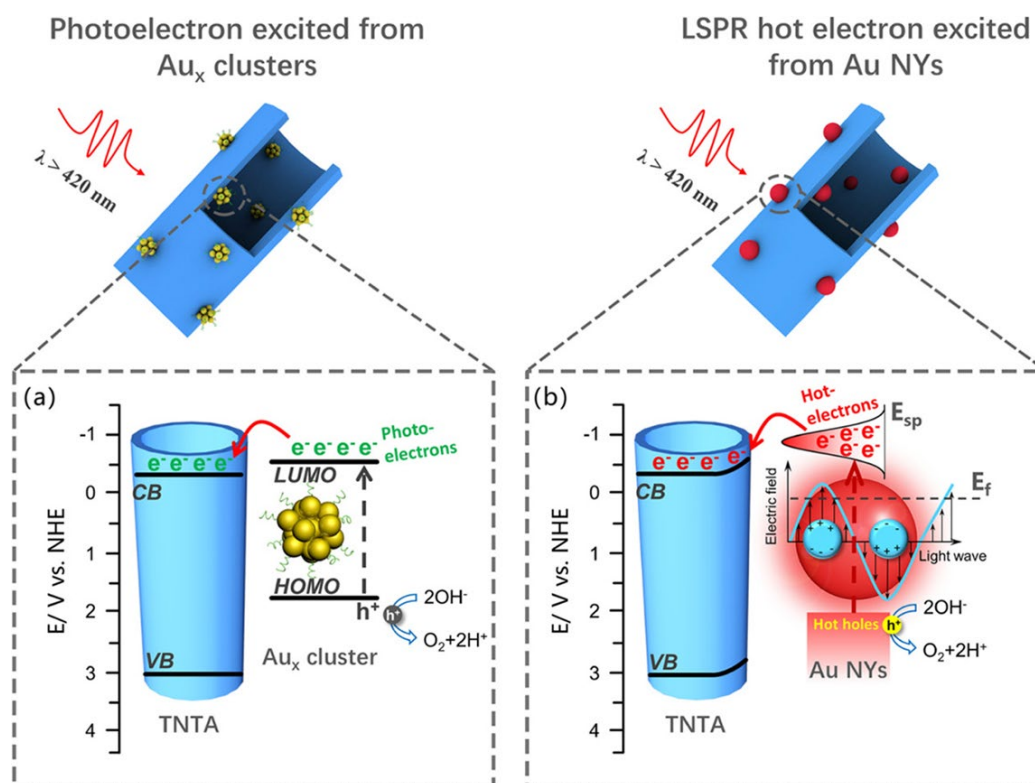 Photoelectron excited from
Auₓ clusters
LSPR hot electron excited
from Au NYs
λ > 420 nm
λ > 420 nm
(a)
E/ V vs. NHE
-1
0
1
2
3
4
e⁻ e⁻ e⁻ e⁻
CB
VB
TNTA
e⁻ e⁻ e⁻ e⁻
Photo-
electrons
LUMO
HOMO
h⁺
h⁺
2OH⁻
O₂+2H⁺
Auₓ cluster
(b)
E/ V vs. NHE
-1
0
1
2
3
4
e⁻ e⁻ e⁻ e⁻
CB
VB
TNTA
Hot-
electrons
e⁻ e⁻ e⁻
e⁻ e⁻
Eₛₚ
E_f
Electric field
Light wave
Hot holes
h⁺
2OH⁻
O₂+2H⁺
Au NYs